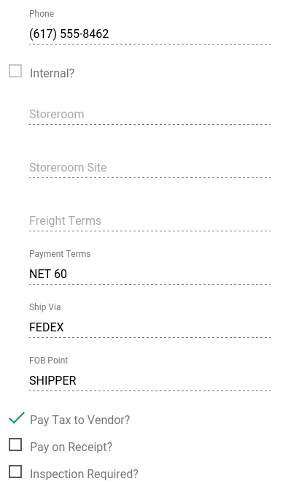 Phone
(617) 555-8462
Internal?
Storeroom
Storeroom Site
Freight Terms
Payment Terms
NET 60
Ship Via
FEDEX
FOB Point
SHIPPER
Pay Tax to Vendor?
Pay on Receipt?
Inspection Required?